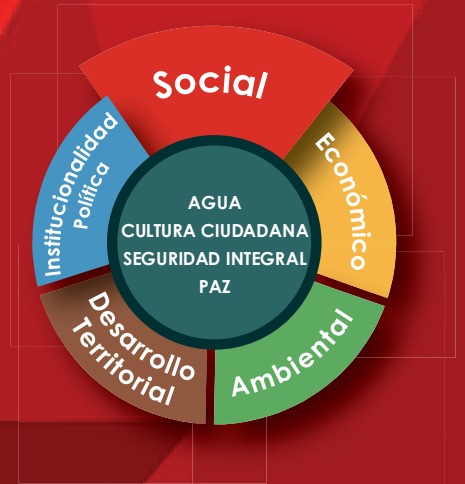 Social
Económico
Ambiental
Desarrollo
Territorial
Institucionalidad
Política
AGUA
CULTURA CIUDADANA
SEGURIDAD INTEGRAL
PAZ